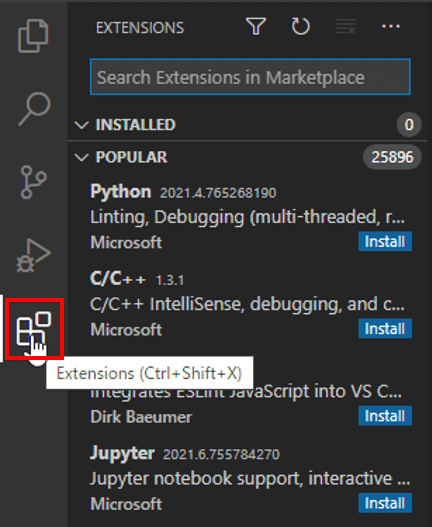 EXTENSIONS
Search Extensions in Marketplace
INSTALLED 0
POPULAR 25896
Python 2021.4.765268190
Linting, Debugging (multi-threaded, r...
Microsoft Install
C/C++ 1.3.1
C/C++ IntelliSense, debugging, and c...
Microsoft Install
Extensions (Ctrl+Shift+X)
Integrates ESLint JavaScript into VS C...
Dirk Baeumer Install
Jupyter 2021.6.755784270
Jupyter notebook support, interactive ...
Microsoft Install